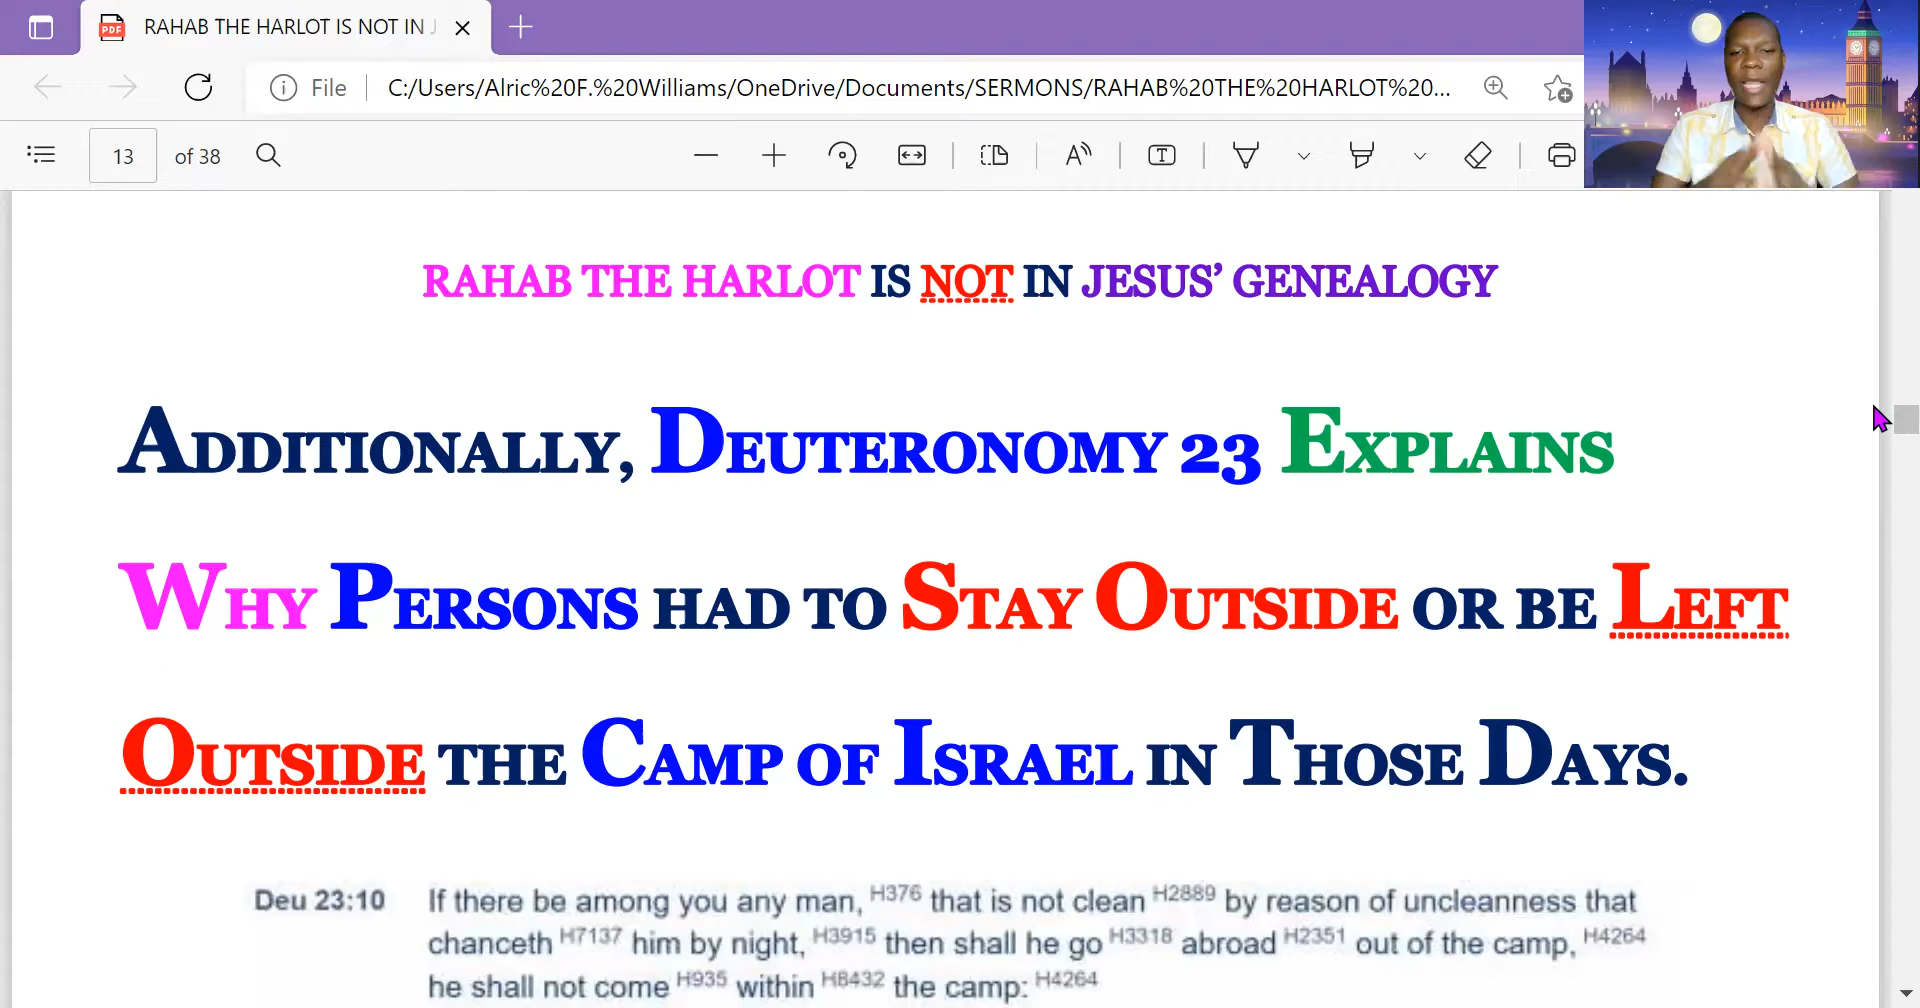 RAHAB THE HARLOT IS NOT IN J
File
C:/Users/Alric%20F.%20Williams/OneDrive/Documents/SERMONS/RAHAB%20THE%20HARLOT%20...
13 of 38
RAHAB THE HARLOT IS NOT IN JESUS’ GENEALOGY
ADDITIONALLY, DEUTERONOMY 23 EXPLAINS
WHY PERSONS HAD TO STAY OUTSIDE OR BE LEFT
OUTSIDE THE CAMP OF ISRAEL IN THOSE DAYS.
Deu 23:10 If there be among you any man, H376 that is not clean H2889 by reason of uncleanness that
chanceth H7137 him by night, H3915 then shall he go H3318 abroad H2351 out of the camp, H4264
he shall not come H935 within H8432 the camp: H4264